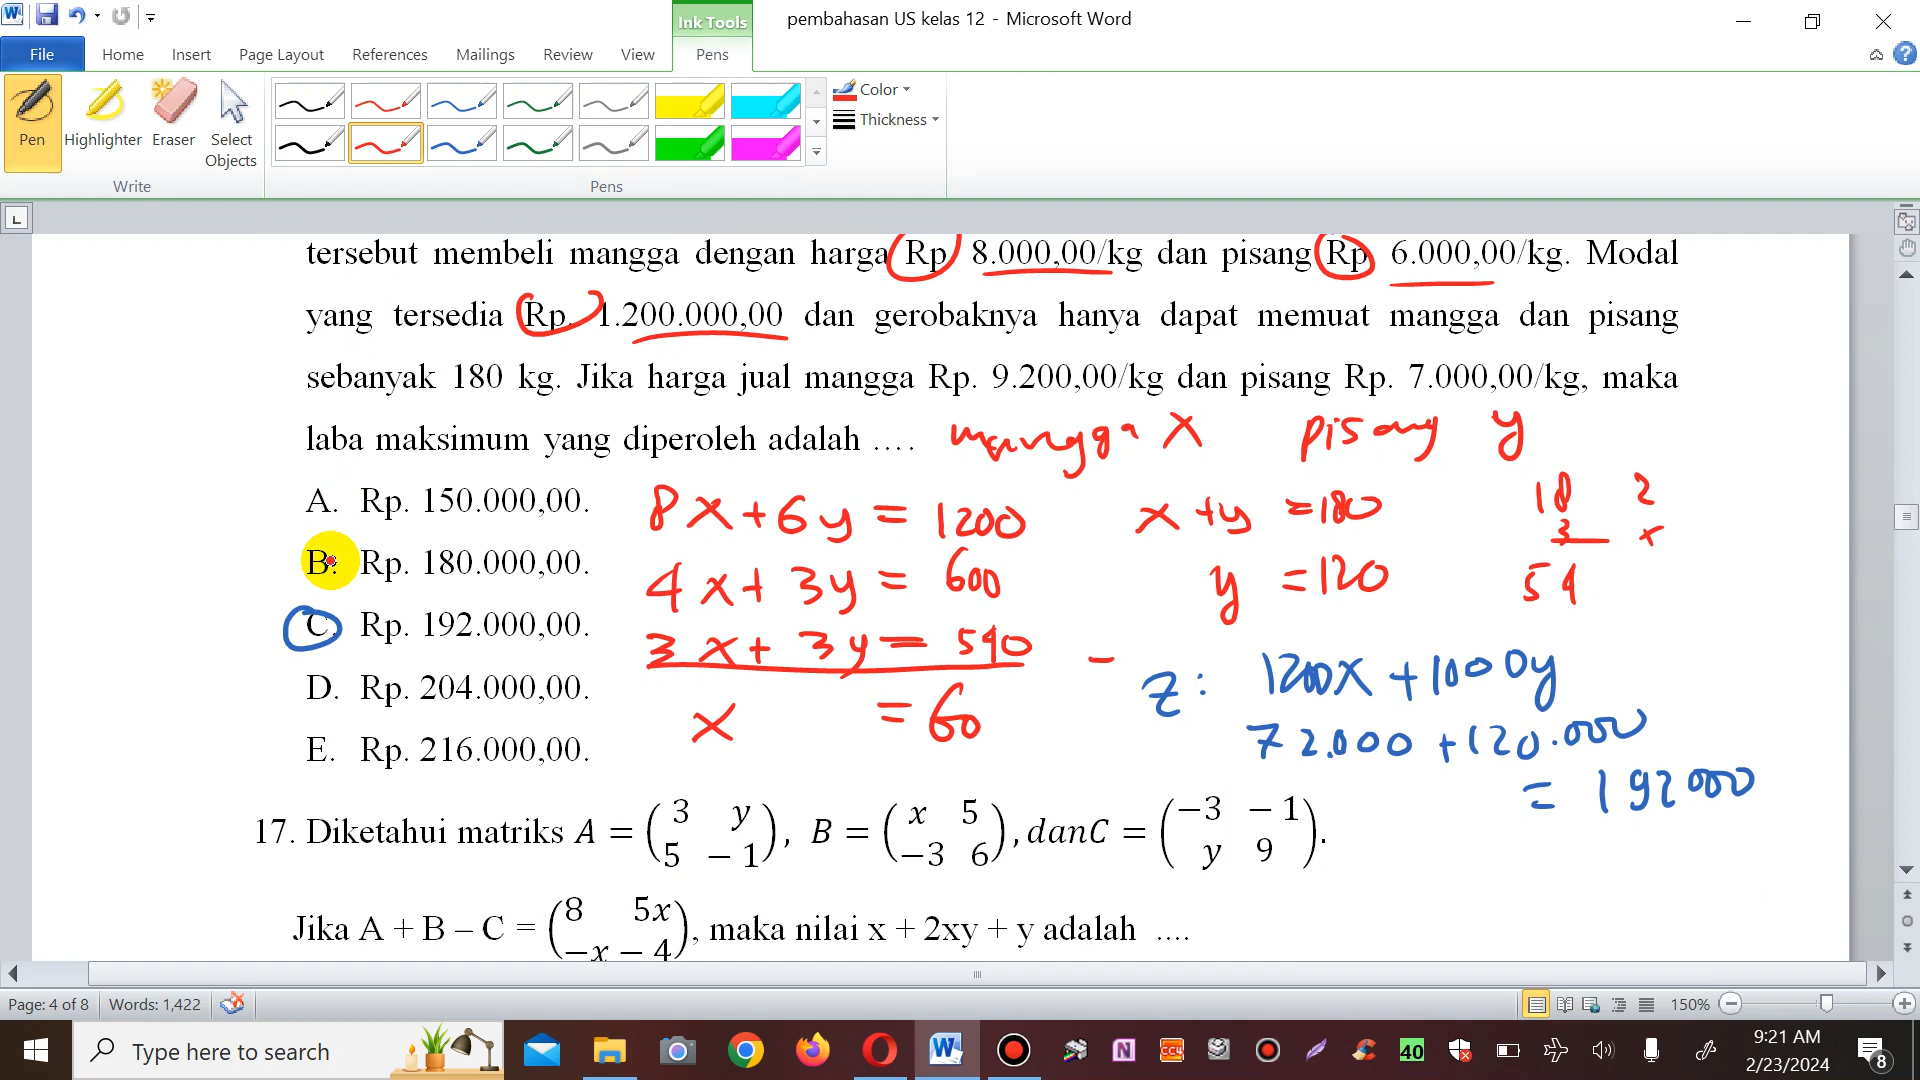 pembahasan US kelas 12 - Microsoft Word
Ink Tools
File Home Insert Page Layout References Mailings Review View Pens
Pen Highlighter Eraser Select Objects
Color
Thickness
Write
Pens
tersebut membeli mangga dengan harga Rp 8.000,00/kg dan pisang Rp 6.000,00/kg. Modal
yang tersedia Rp. 1.200.000,00 dan gerobaknya hanya dapat memuat mangga dan pisang
sebanyak 180 kg. Jika harga jual mangga Rp. 9.200,00/kg dan pisang Rp. 7.000,00/kg, maka
laba maksimum yang diperoleh adalah .... mangga x pisang y
A. Rp. 150.000,00. 8x+6y = 1200 x+y =180 18 2
B. Rp. 180.000,00. 4x+3y = 600 y =120 3 x
54
C. Rp. 192.000,00. 3x+3y = 540 -
D. Rp. 204.000,00. x = 60 Z: 1200x+1000y
E. Rp. 216.000,00. 72.000+120.000
= 192000
17. Diketahui matriks A = (3 y
5 −1), B = (x 5
−3 6), danC = (−3 −1
y 9).
Jika A + B – C = (8 5x
−x −4), maka nilai x + 2xy + y adalah ....
Page: 4 of 8 Words: 1,422 150%
Type here to search
CC4
N
40
9:21 AM
2/23/2024
8